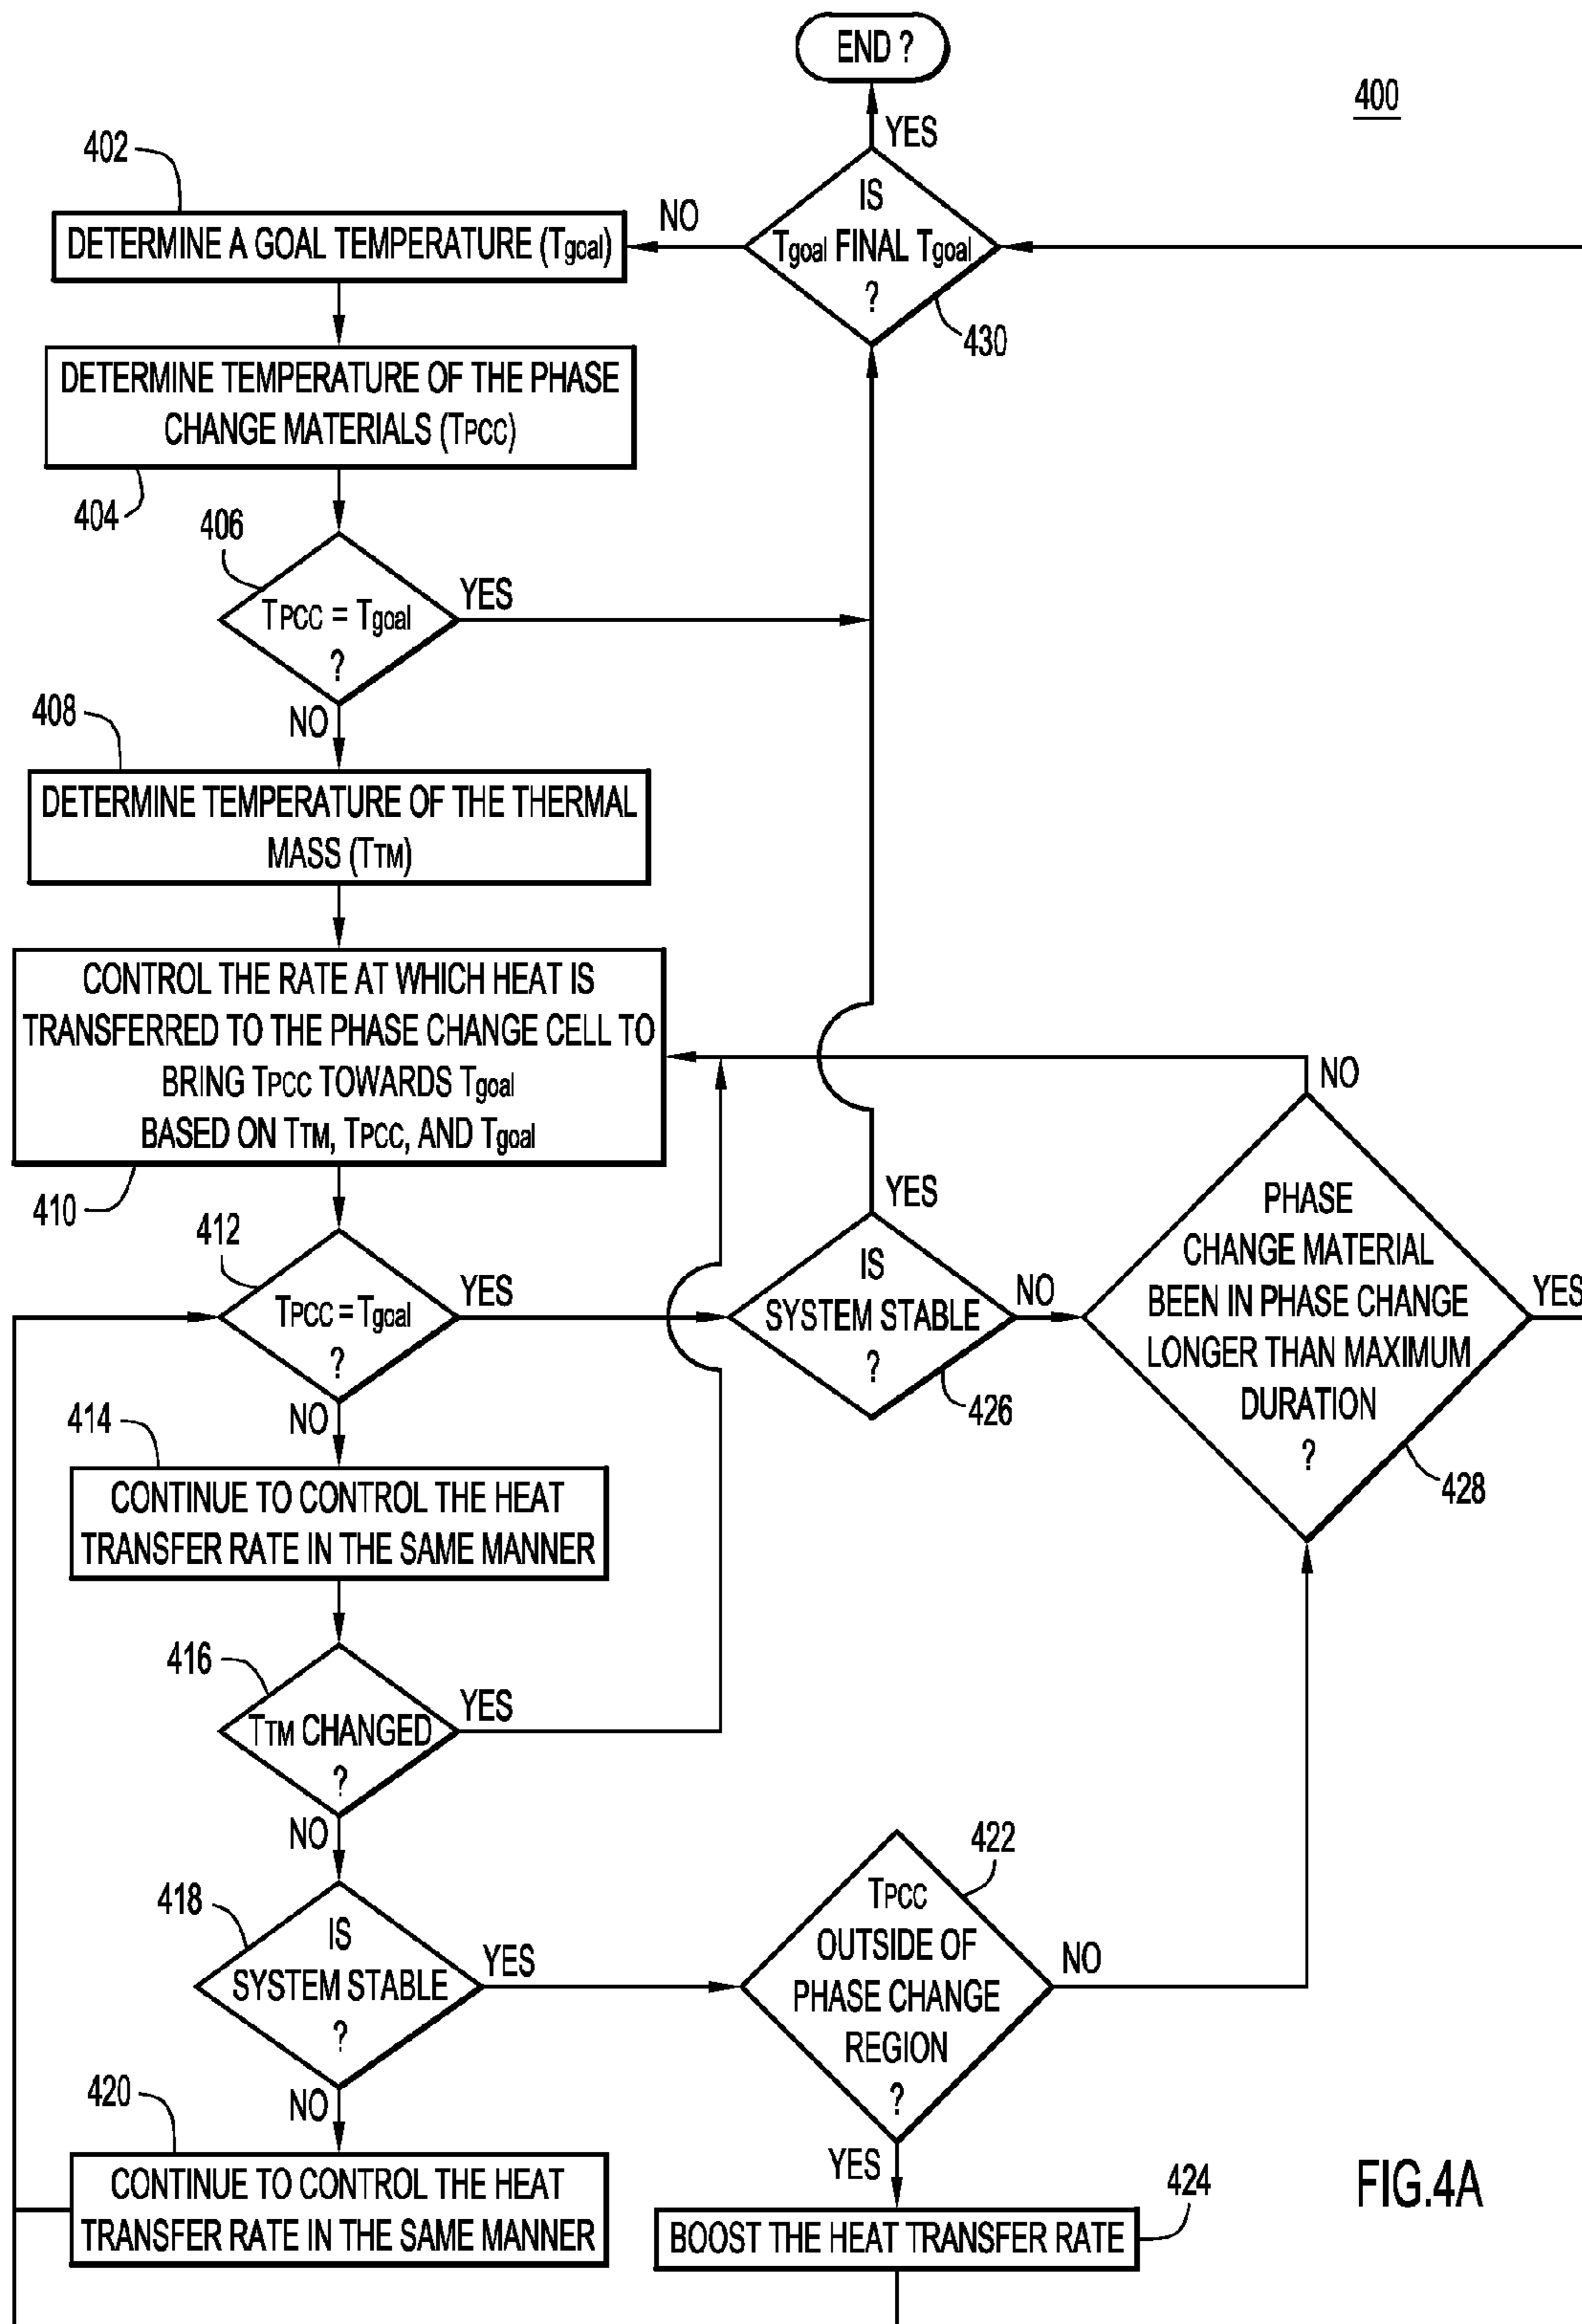 END ?
400
YES
402
IS
NO
DETERMINE A GOAL TEMPERATURE (Tgoal)
Tgoal FINAL Tgoal
?
430
DETERMINE TEMPERATURE OF THE PHASE
CHANGE MATERIALS (TPCC)
404
406
YES
TPCC = Tgoal
?
408
NO
DETERMINE TEMPERATURE OF THE THERMAL
MASS (TTM)
CONTROL THE RATE AT WHICH HEAT IS
TRANSFERRED TO THE PHASE CHANGE CELL TO
BRING TPCC TOWARDS Tgoal
BASED ON TTM, TPCC, AND Tgoal
NO
410
YES
412
YES
TPCC = Tgoal
?
IS
SYSTEM STABLE
?
426
NO
PHASE
CHANGE MATERIAL
BEEN IN PHASE CHANGE
LONGER THAN MAXIMUM
DURATION
?
YES
428
414
NO
CONTINUE TO CONTROL THE HEAT
TRANSFER RATE IN THE SAME MANNER
416
YES
TTM CHANGED
?
NO
418
IS
SYSTEM STABLE
?
YES
422
TPCC
OUTSIDE OF
PHASE CHANGE
REGION
?
NO
420
NO
CONTINUE TO CONTROL THE HEAT
TRANSFER RATE IN THE SAME MANNER
YES
424
BOOST THE HEAT TRANSFER RATE
FIG.4A